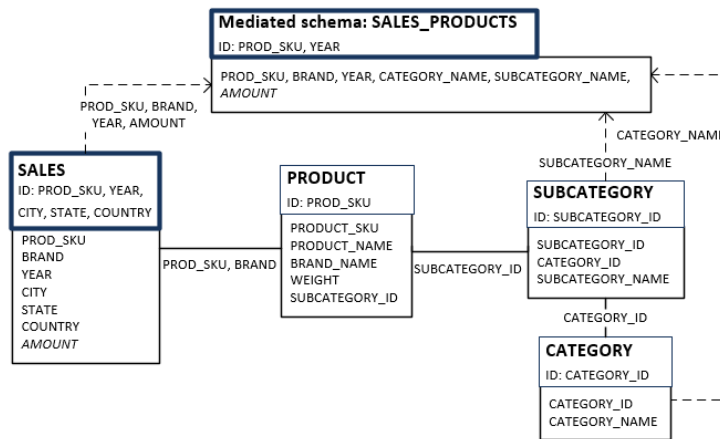 Mediated schema: SALES_PRODUCTS
ID: PROD_SKU, YEAR
PROD_SKU, BRAND, YEAR, CATEGORY_NAME, SUBCATEGORY_NAME,
AMOUNT
PROD_SKU, BRAND,
YEAR, AMOUNT
CATEGORY_NAME
SUBCATEGORY_NAME
SALES
ID: PROD_SKU, YEAR,
CITY, STATE, COUNTRY
PROD_SKU
BRAND
YEAR
CITY
STATE
COUNTRY
AMOUNT
PROD_SKU, BRAND
PRODUCT
ID: PROD_SKU
PRODUCT_SKU
PRODUCT_NAME
BRAND_NAME
WEIGHT
SUBCATEGORY_ID
SUBCATEGORY_ID
SUBCATEGORY
ID: SUBCATEGORY_ID
SUBCATEGORY_ID
CATEGORY_ID
SUBCATEGORY_NAME
CATEGORY_ID
CATEGORY
ID: CATEGORY_ID
CATEGORY_ID
CATEGORY_NAME